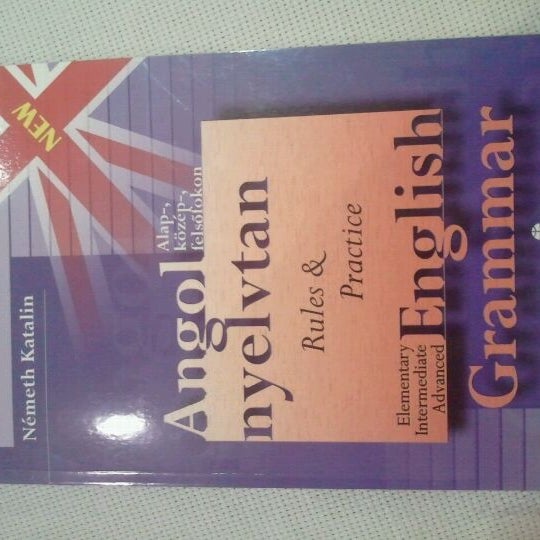 NEW
Németh Katalin
Alap-,
közép-,
felsőfokon
Angol
nyelvtan
Rules &
Practice
Elementary
Intermediate
Advanced
English
Grammar